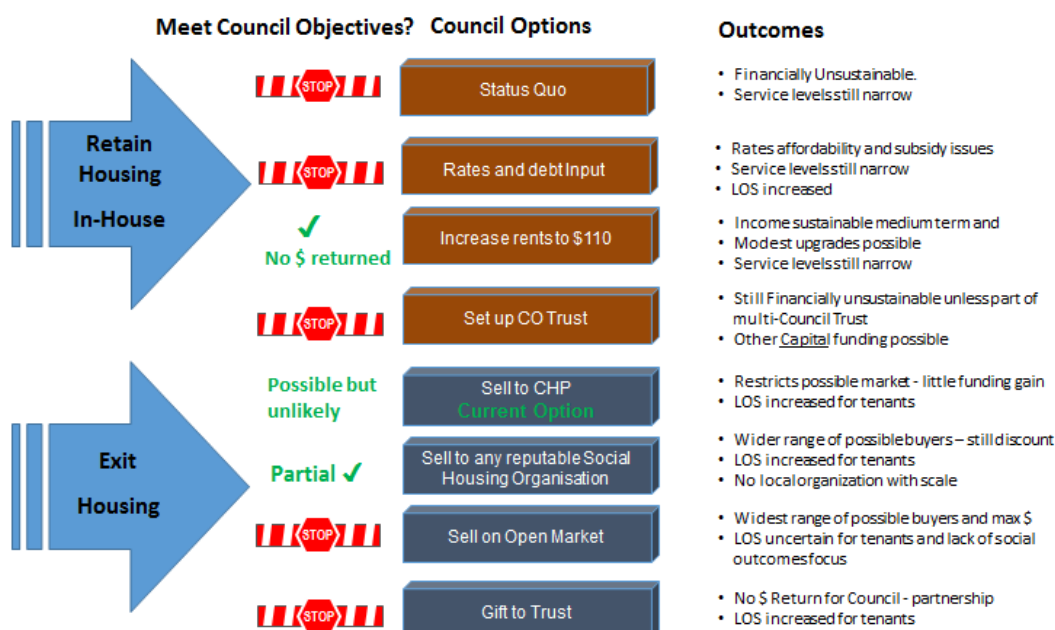 Meet Council Objectives? Council Options Outcomes
Retain
Housing
In-House
STOP
Status Quo
• Financially Unsustainable.
• Service levels still narrow
STOP
Rates and debt Input
• Rates affordability and subsidy issues
• Service levels still narrow
• LOS increased
✓
No $ returned
Increase rents to $110
• Income sustainable medium term and
• Modest upgrades possible
• Service levels still narrow
STOP
Set up CO Trust
• Still Financially unsustainable unless part of
multi-Council Trust
• Other Capital funding possible
Exit
Housing
Possible but
unlikely
Sell to CHP
Current Option
• Restricts possible market - little funding gain
• LOS increased for tenants
Partial ✓
Sell to any reputable Social
Housing Organisation
• Wider range of possible buyers – still discount
• LOS increased for tenants
• No local organization with scale
STOP
Sell on Open Market
• Widest range of possible buyers and max $
• LOS uncertain for tenants and lack of social
outcomes focus
STOP
Gift to Trust
• No $ Return for Council - partnership
• LOS increased for tenants